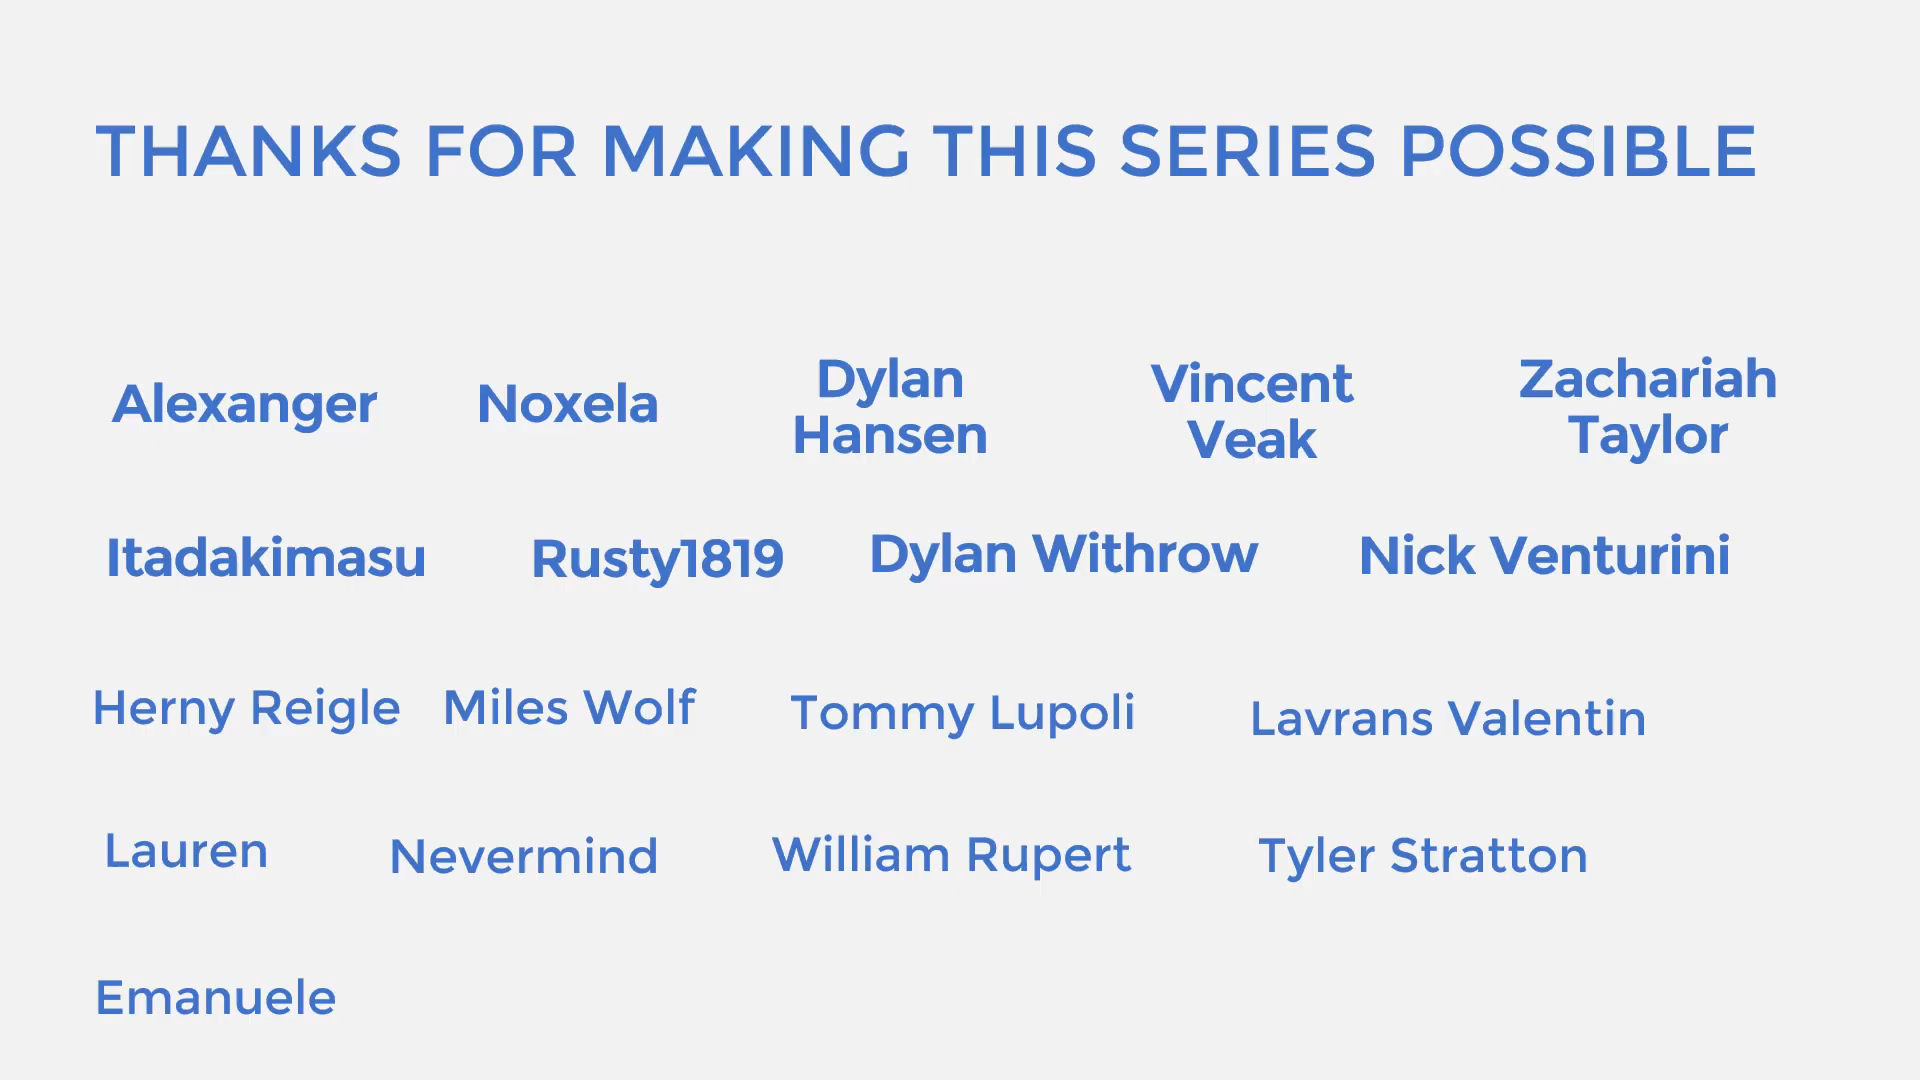 THANKS FOR MAKING THIS SERIES POSSIBLE
Alexanger
Noxela
Dylan
Hansen
Vincent
Veak
Zachariah
Taylor
Itadakimasu
Rusty1819
Dylan Withrow
Nick Venturini
Herny Reigle
Miles Wolf
Tommy Lupoli
Lavrans Valentin
Lauren
Nevermind
William Rupert
Tyler Stratton
Emanuele